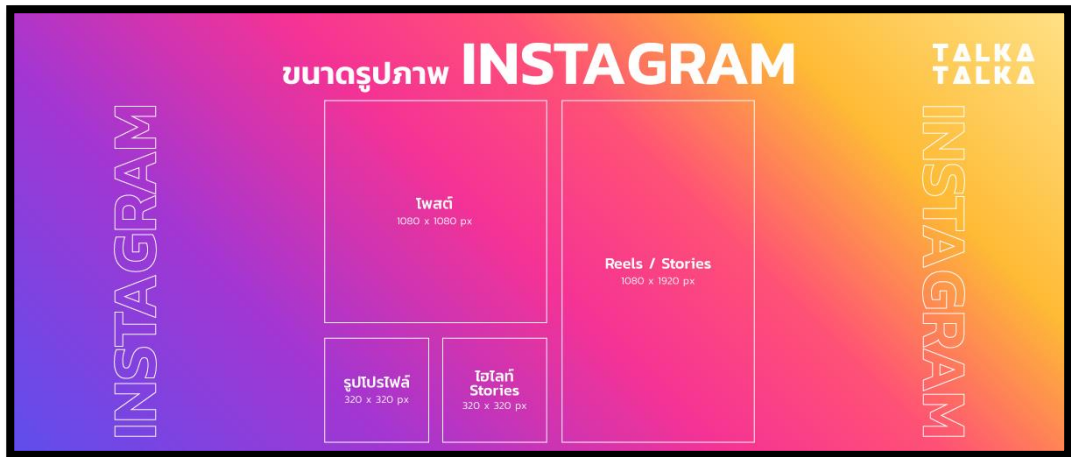 ขนาดรูปภาพ INSTAGRAM
TALKA
TALKA
INSTAGRAM
โพสต์
1080 x 1080 px
Reels / Stories
1080 x 1920 px
รูปโปรไฟล์
320 x 320 px
ไฮไลท์
Stories
320 x 320 px
INSTAGRAM